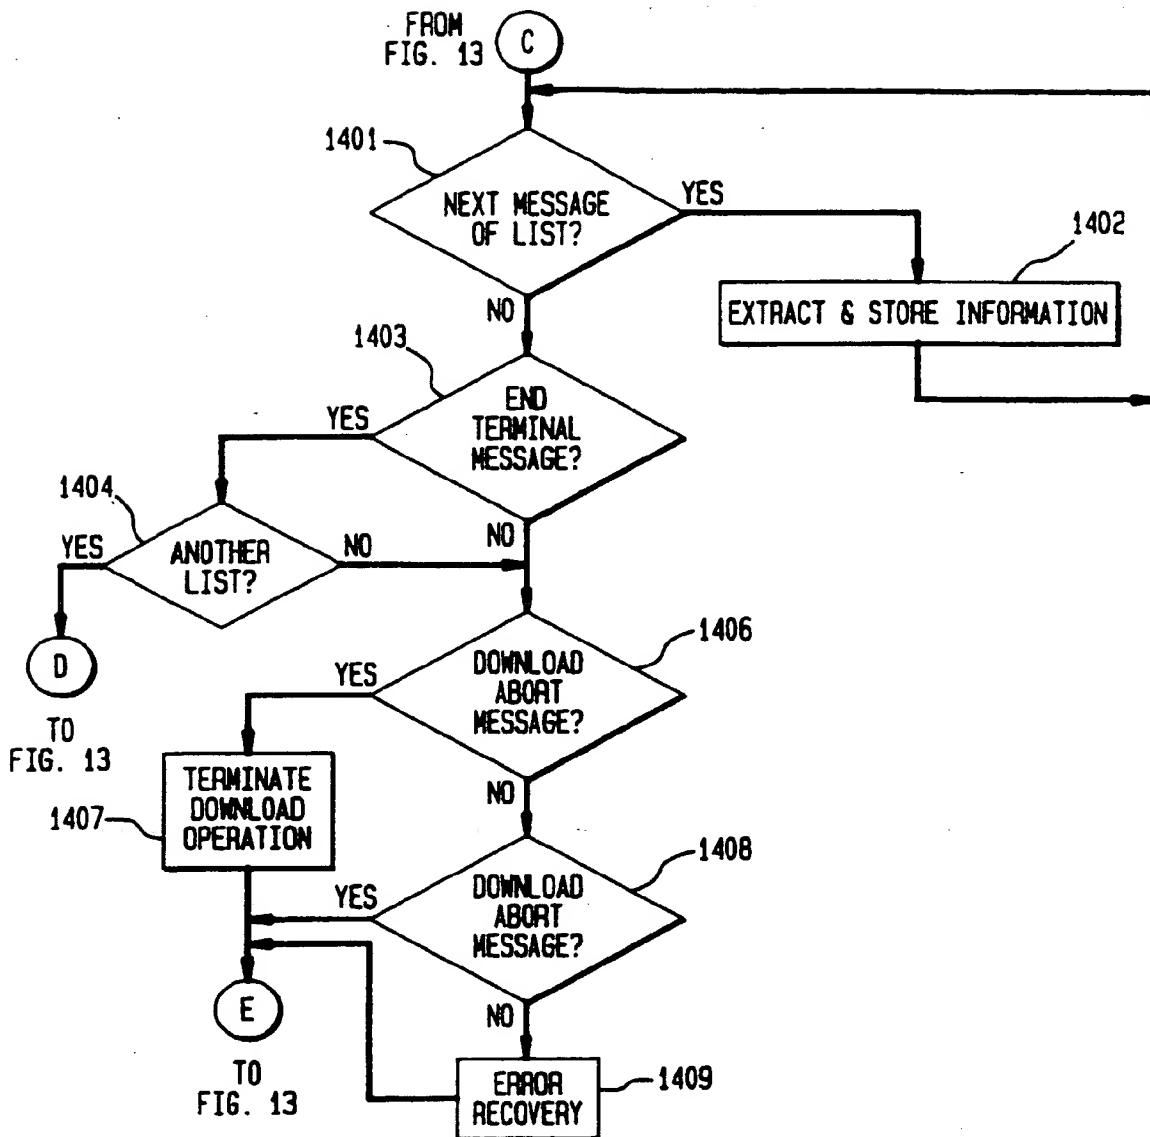 FROM
FIG. 13
C
1401
NEXT MESSAGE
OF LIST?
YES
1402
EXTRACT & STORE INFORMATION
NO
1403
END
TERMINAL
MESSAGE?
YES
1404
NO
YES
ANOTHER
LIST?
NO
D
TO
FIG. 13
1406
DOWNLOAD
ABORT
MESSAGE?
YES
TERMINATE
DOWNLOAD
OPERATION
1407
NO
1408
DOWNLOAD
ABORT
MESSAGE?
YES
E
TO
FIG. 13
NO
ERROR
RECOVERY
1409